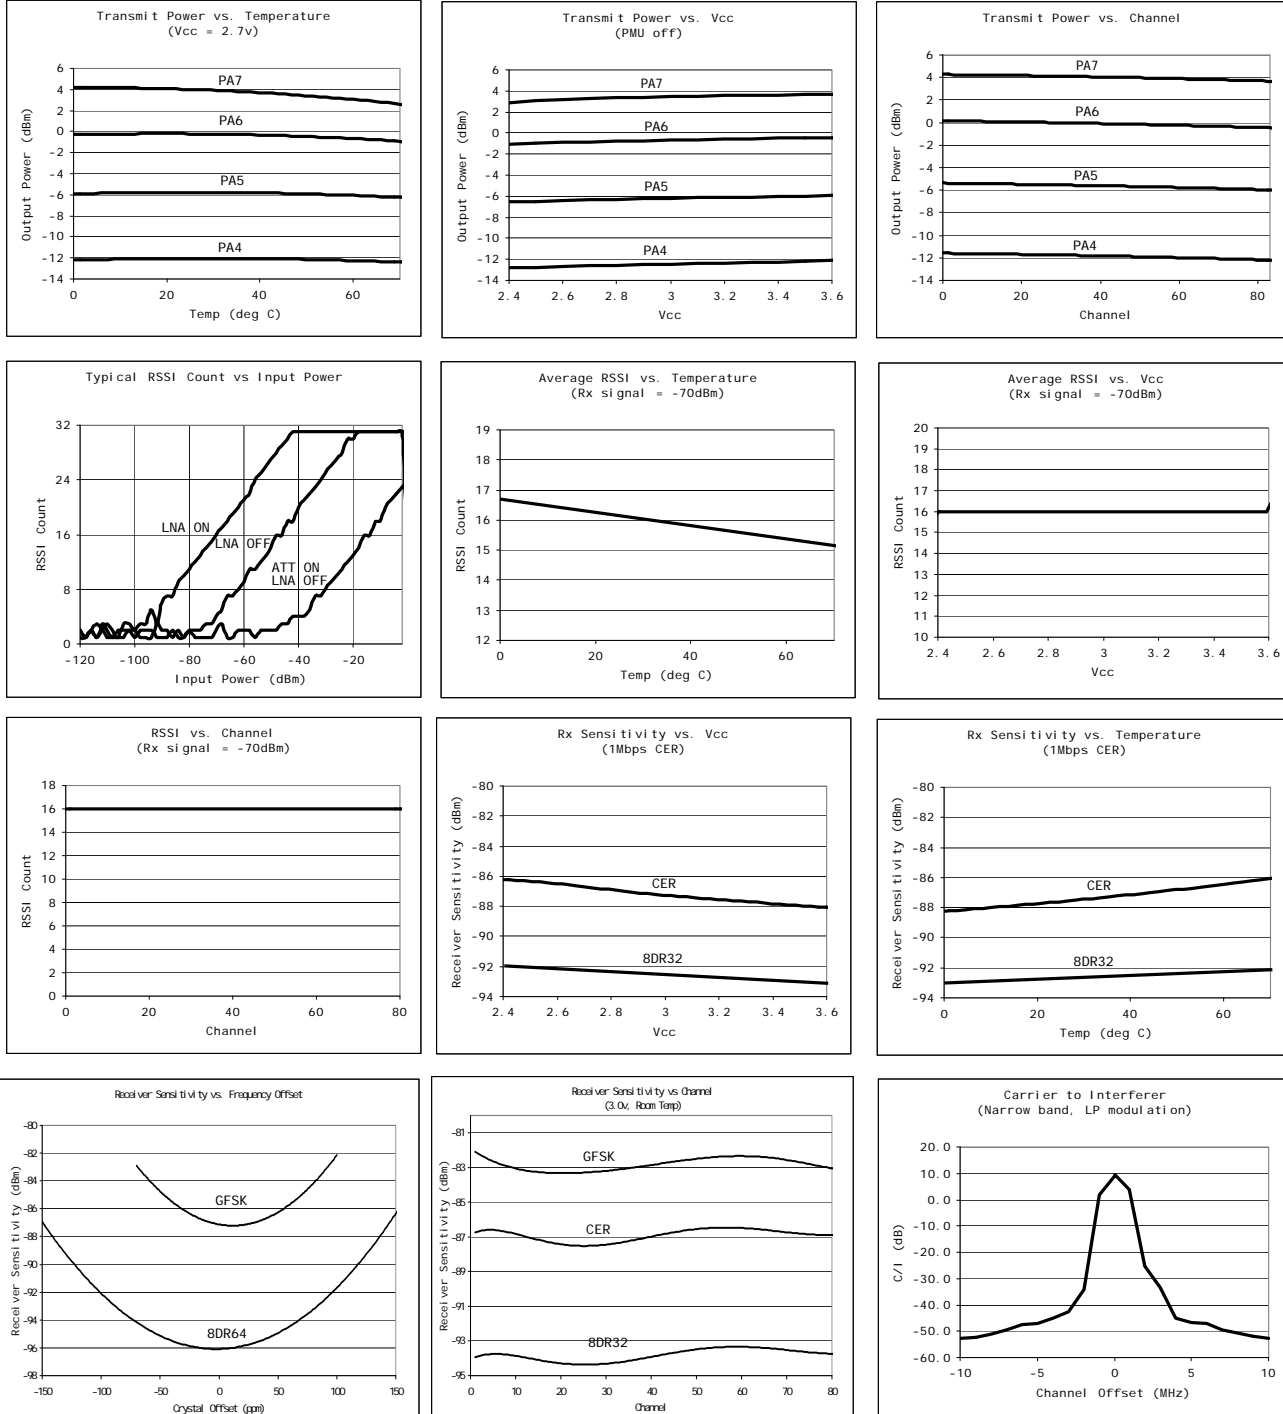 Transmit Power vs. Temperature
(Vcc = 2.7v)
6
4
2
0
-2
-4
-6
-8
-10
-12
-14
Output Power (dBm)
PA7
PA6
PA5
PA4
0 20 40 60
Temp (deg C)
Transmit Power vs. Vcc
(PMU off)
6
4
2
0
-2
-4
-6
-8
-10
-12
-14
Output Power (dBm)
PA7
PA6
PA5
PA4
2.4 2.6 2.8 3 3.2 3.4 3.6
Vcc
Transmit Power vs. Channel
6
4
2
0
-2
-4
-6
-8
-10
-12
-14
Output Power (dBm)
PA7
PA6
PA5
PA4
0 20 40 60 80
Channel
Typical RSSI Count vs Input Power
32
24
16
8
0
RSSI Count
LNA ON
LNA OFF
ATT ON
LNA OFF
-120 -100 -80 -60 -40 -20
Input Power (dBm)
Average RSSI vs. Temperature
(Rx signal = -70dBm)
19
18
17
16
15
14
13
12
RSSI Count
0 20 40 60
Temp (deg C)
Average RSSI vs. Vcc
(Rx signal = -70dBm)
20
19
18
17
16
15
14
13
12
11
10
RSSI Count
2.4 2.6 2.8 3 3.2 3.4 3.6
Vcc
RSSI vs. Channel
(Rx signal = -70dBm)
18
16
14
12
10
8
6
4
2
0
RSSI Count
0 20 40 60 80
Channel
Rx Sensitivity vs. Vcc
(1Mbps CER)
-80
-82
-84
-86
-88
-90
-92
-94
Receiver Sensitivity (dBm)
CER
8DR32
2.4 2.6 2.8 3 3.2 3.4 3.6
Vcc
Rx Sensitivity vs. Temperature
(1Mbps CER)
-80
-82
-84
-86
-88
-90
-92
-94
Receiver Sensitivity (dBm)
CER
8DR32
0 20 40 60
Temp (deg C)
Receiver Sensitivity vs. Frequency Offset
-80
-82
-84
-86
-88
-90
-92
-94
-96
-98
Receiver Sensitivity (dBm)
GFSK
8DR64
-150 -100 -50 0 50 100 150
Crystal Offset (ppm)
Receiver Sensitivity vs Channel
(3.0v, Room Temp)
-81
-83
-85
-87
-89
-91
-93
-95
Receiver Sensitivity (dBm)
GFSK
CER
8DR32
0 10 20 30 40 50 60 70 80
Channel
Carrier to Interferer
(Narrow band, LP modulation)
20.0
10.0
0.0
-10.0
-20.0
-30.0
-40.0
-50.0
-60.0
C/I (dB)
-10 -5 0 5 10
Channel Offset (MHz)